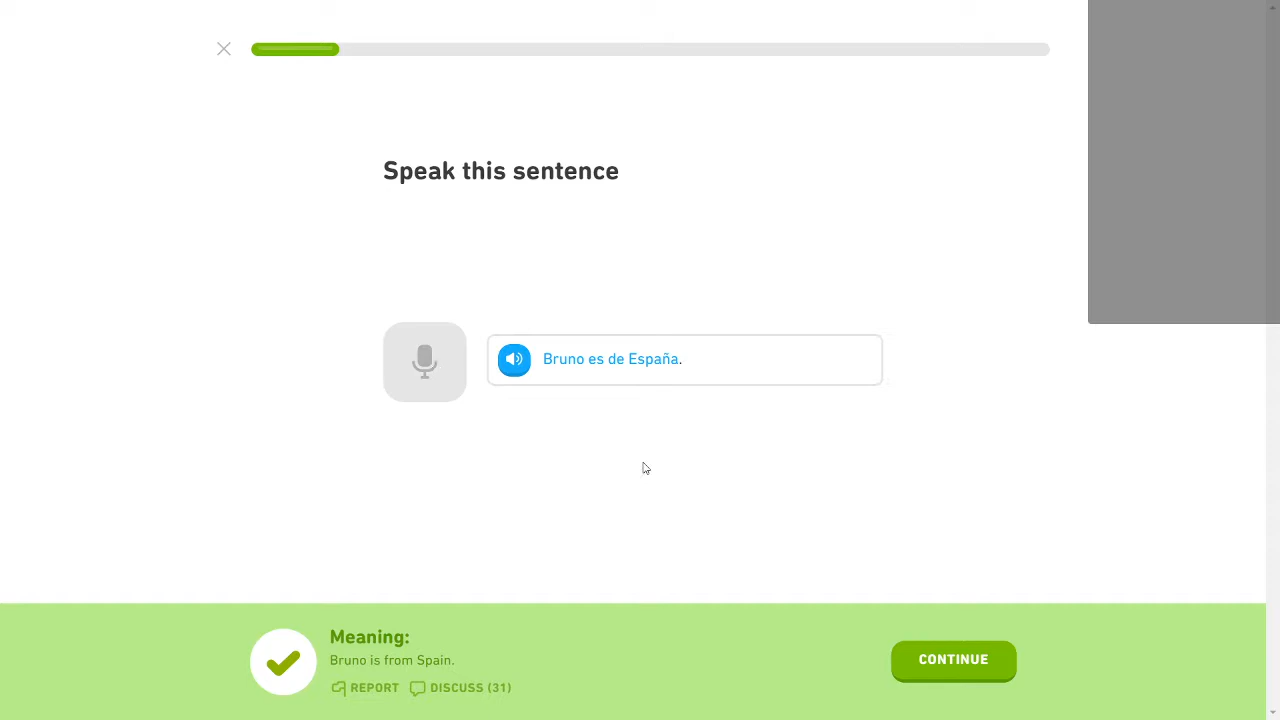 Speak this sentence
Bruno es de España.
Meaning:
Bruno is from Spain.
REPORT DISCUSS (31)
CONTINUE